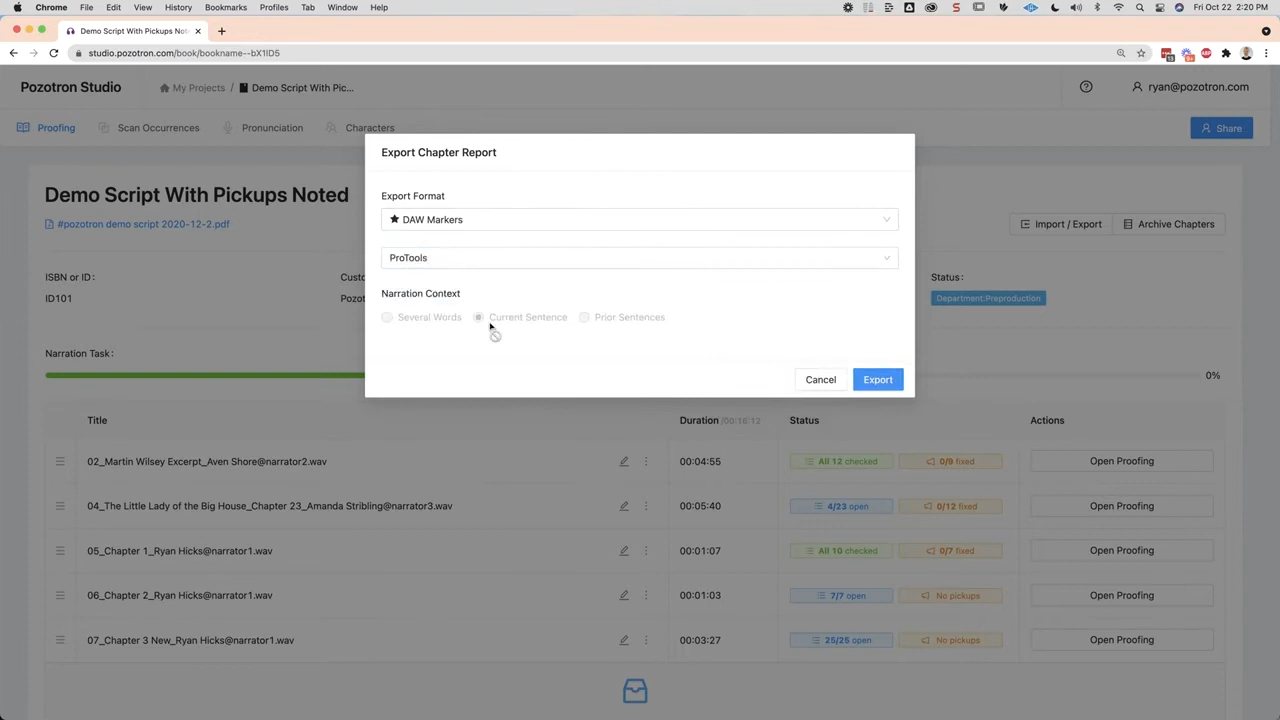 Chrome File Edit View History Bookmarks Profiles Tab Window Help Fri Oct 22 2:20 PM
Demo Script With Pickups Note
studio.pozotron.com/book/bookname--bX1lD5
Pozotron Studio My Projects / Demo Script With Pic... ryan@pozotron.com
Proofing Scan Occurrences Pronunciation Characters Share
Export Chapter Report
Export Format
DAW Markers
ProTools
Narration Context
Several Words Current Sentence Prior Sentences
Cancel Export
Demo Script With Pickups Noted
#pozotron demo script 2020-12-2.pdf Import / Export Archive Chapters
ISBN or ID: Custo Status:
ID101 Pozot Department:Preproduction
Narration Task:
0%
Title Duration /00:16:12 Status Actions
02_Martin Wilsey Excerpt_Aven Shore@narrator2.wav 00:04:55 All 12 checked 0/9 fixed Open Proofing
04_The Little Lady of the Big House_Chapter 23_Amanda Stribling@narrator3.wav 00:05:40 4/23 open 0/12 fixed Open Proofing
05_Chapter 1_Ryan Hicks@narrator1.wav 00:01:07 All 10 checked 0/7 fixed Open Proofing
06_Chapter 2_Ryan Hicks@narrator1.wav 00:01:03 7/7 open No pickups Open Proofing
07_Chapter 3 New_Ryan Hicks@narrator1.wav 00:03:27 25/25 open No pickups Open Proofing